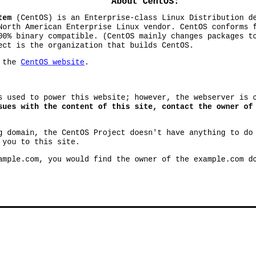 About CentOS:
tem (CentOS) is an Enterprise-class Linux Distribution de
North American Enterprise Linux vendor. CentOS conforms f
00% binary compatible. (CentOS mainly changes packages to
ect is the organization that builds CentOS.
the CentOS website.
s used to power this website; however, the webserver is o
sues with the content of this site, contact the owner of
g domain, the CentOS Project doesn't have anything to do
you to this site.
ample.com, you would find the owner of the example.com do